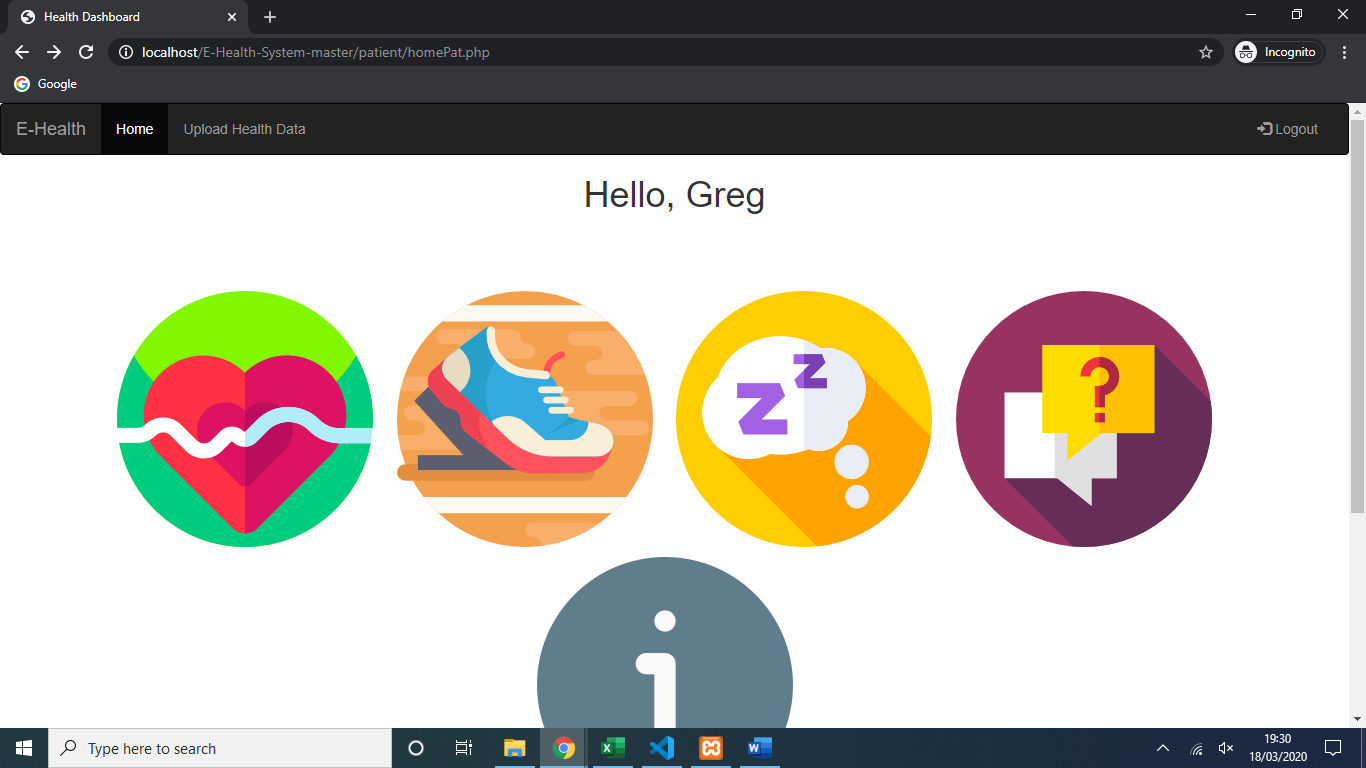 Health Dashboard
localhost/E-Health-System-master/patient/homePat.php
Incognito
Google
E-Health Home Upload Health Data Logout
Hello, Greg
z z
?
i
Type here to search
19:30
18/03/2020